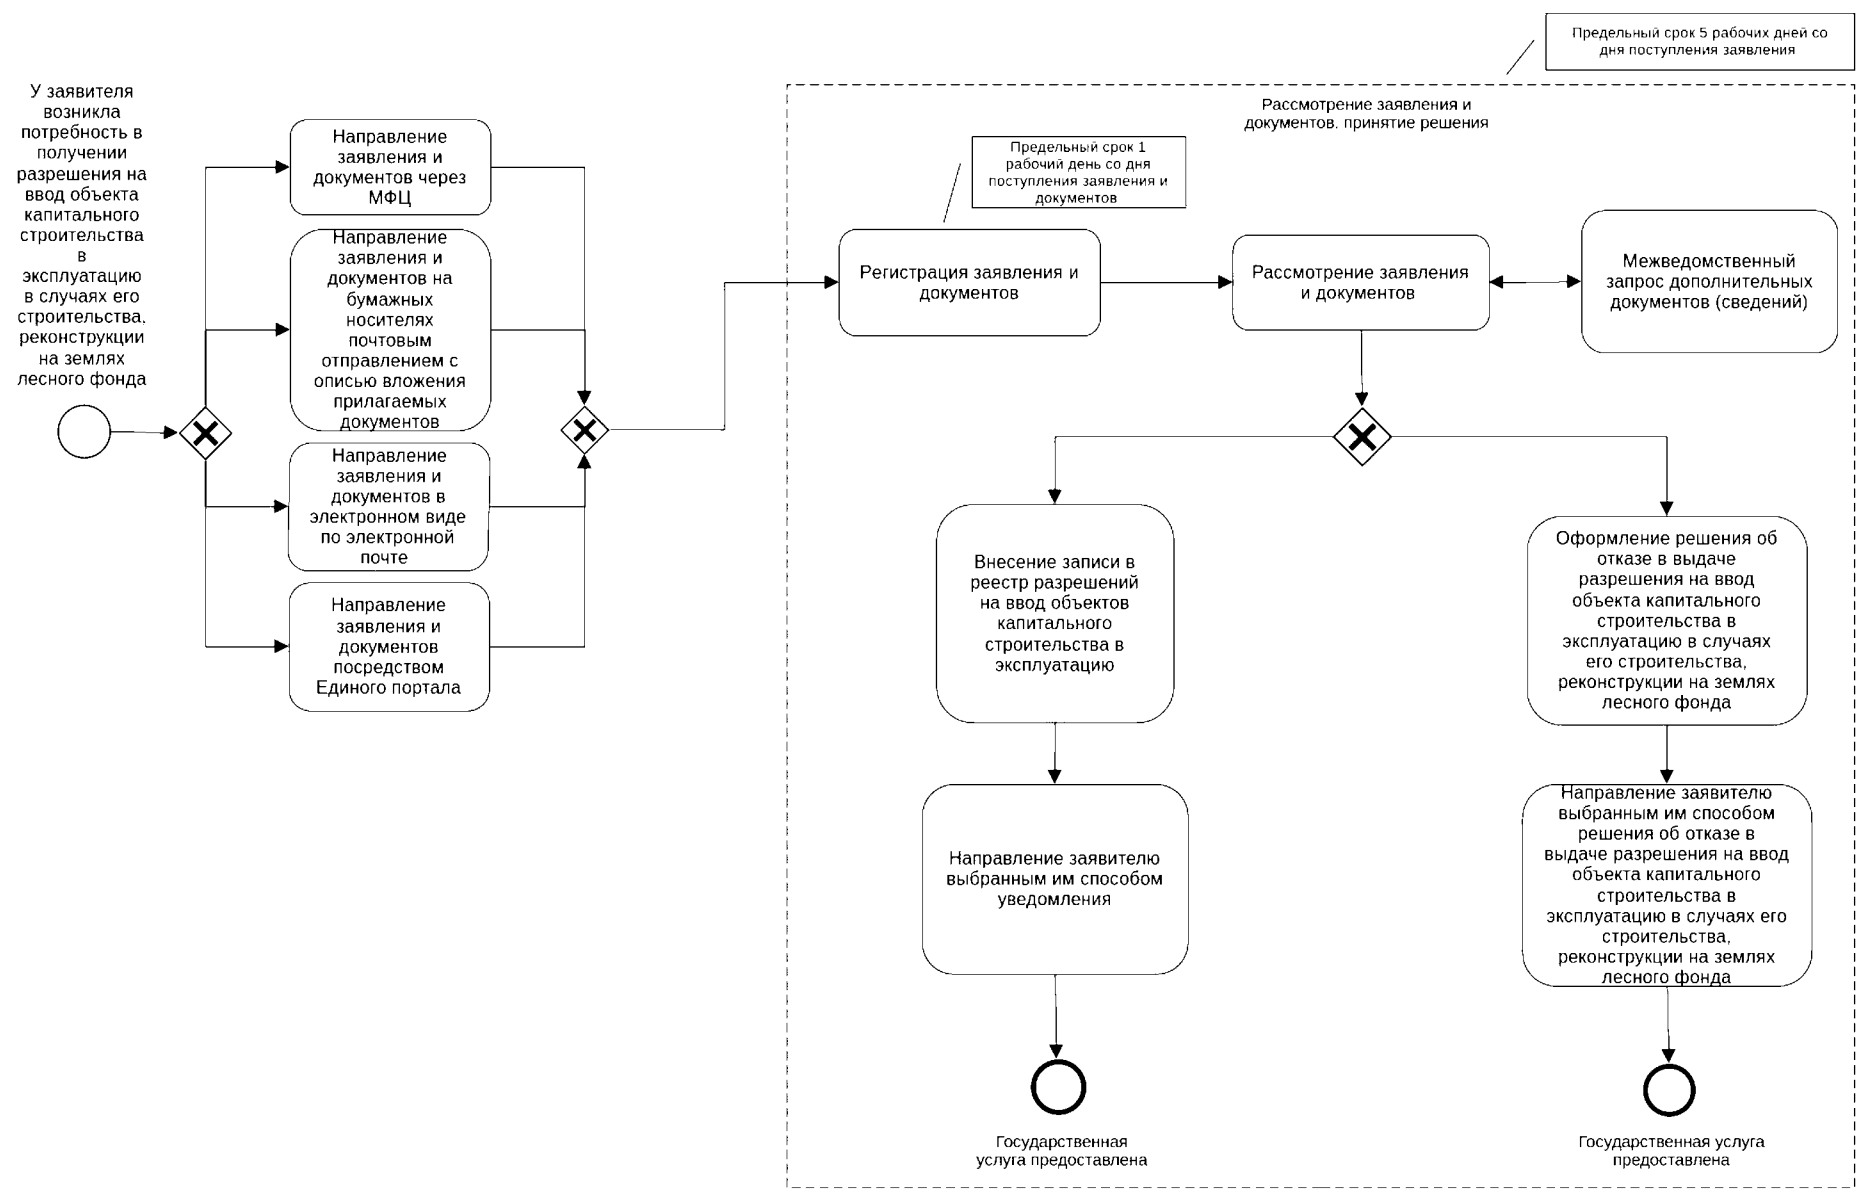 Предельный срок 5 рабочих дней со
дня поступления заявления
У заявителя
возникла
потребность в
получении
разрешения на
ввод объекта
капитального
строительства
в
эксплуатацию
в случаях его
строительства,
реконструкции
на землях
лесного фонда
Направление
заявления и
документов через
МФЦ
Направление
заявления и
документов на
бумажных
носителях
почтовым
отправлением с
описью вложения
прилагаемых
документов
Направление
заявления и
документов в
электронном виде
по электронной
почте
Направление
заявления и
документов
посредством
Единого портала
Рассмотрение заявления и
документов. принятие решения
Предельный срок 1
рабочий день со дня
поступления заявления и
документов
Регистрация заявления и
документов
Рассмотрение заявления
и документов
Межведомственный
запрос дополнительных
документов (сведений)
Внесение записи в
реестр разрешений
на ввод объектов
капитального
строительства в
эксплуатацию
Оформление решения об
отказе в выдаче
разрешения на ввод
объекта капитального
строительства в
эксплуатацию в случаях
его строительства,
реконструкции на землях
лесного фонда
Направление заявителю
выбранным им способом
уведомления
Направление заявителю
выбранным им способом
решения об отказе в
выдаче разрешения на ввод
объекта капитального
строительства в
эксплуатацию в случаях его
строительства,
реконструкции на землях
лесного фонда
Государственная
услуга предоставлена
Государственная услуга
предоставлена